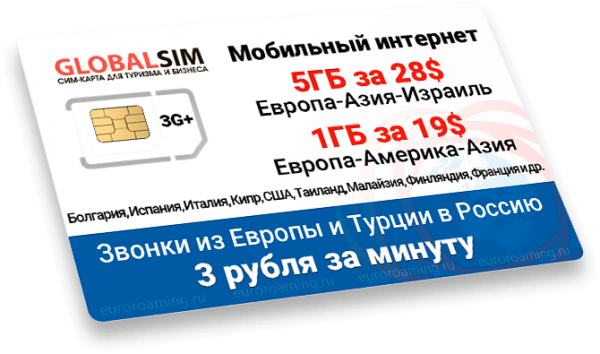 GLOBALSIM
СИМ-КАРТА ДЛЯ ТУРИЗМА И БИЗНЕСА
3G+
Мобильный интернет
5ГБ за 28$
Европа-Азия-Израиль
1ГБ за 19$
Европа-Америка-Азия
Болгария,Испания,Италия,Кипр,США,Таиланд,Малайзия,Финляндия,Франция и др.
Звонки из Европы и Турции в Россию
3 рубля за минуту
euroroaming.ru
euroroaming.ru